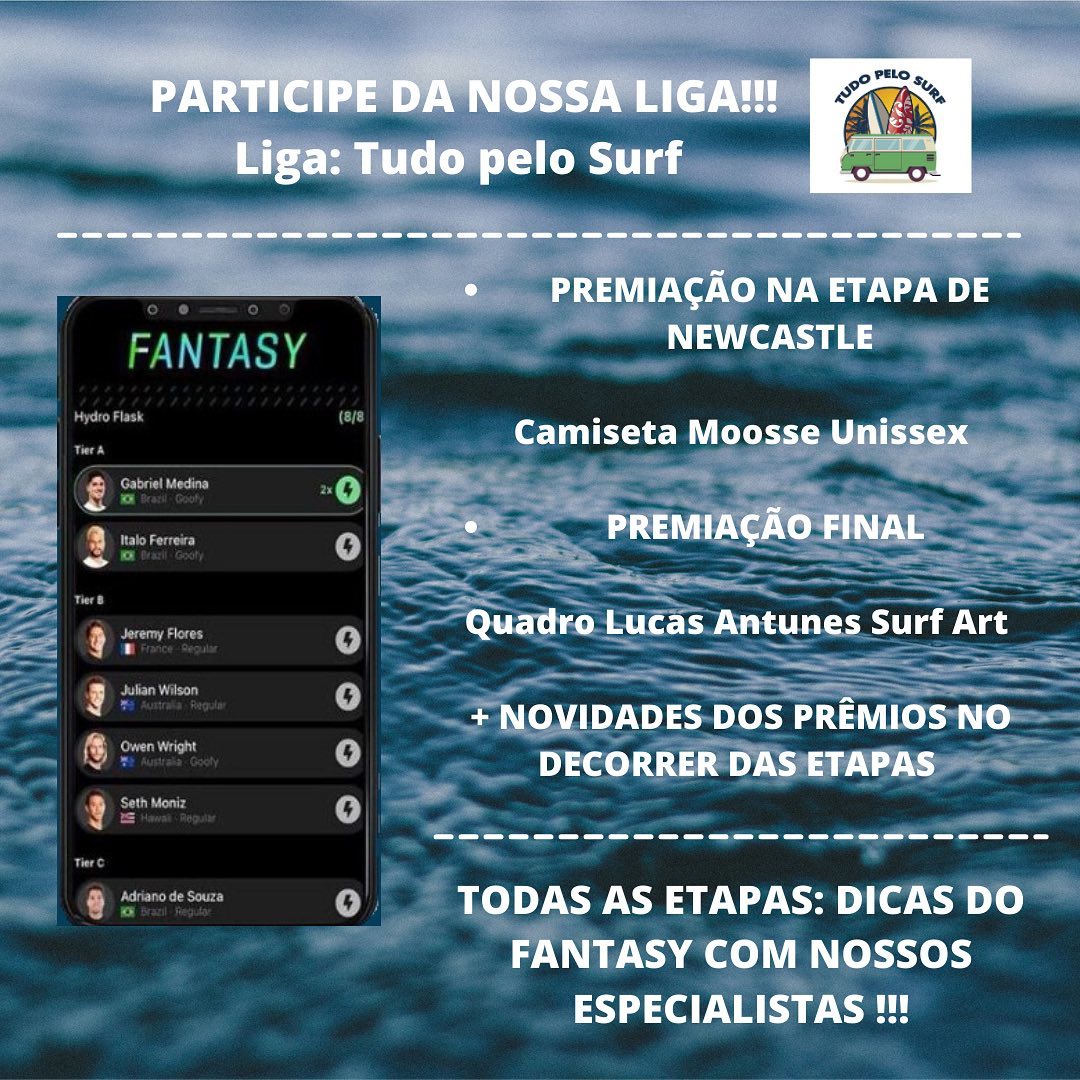 PARTICIPE DA NOSSA LIGA!!!
Liga: Tudo pelo Surf
TUDO PELO SURF
FANTASY
Hydro Flask (8/8
Tier A
Gabriel Medina
Brazil · Goofy
2x
Italo Ferreira
Brazil · Goofy
Tier B
Jeremy Flores
France · Regular
Julian Wilson
Australia · Regular
Owen Wright
Australia · Goofy
Seth Moniz
Hawaii · Regular
Tier C
Adriano de Souza
Brazil · Regular
• PREMIAÇÃO NA ETAPA DE
NEWCASTLE
Camiseta Moosse Unissex
• PREMIAÇÃO FINAL
Quadro Lucas Antunes Surf Art
+ NOVIDADES DOS PRÊMIOS NO
DECORRER DAS ETAPAS
TODAS AS ETAPAS: DICAS DO
FANTASY COM NOSSOS
ESPECIALISTAS !!!